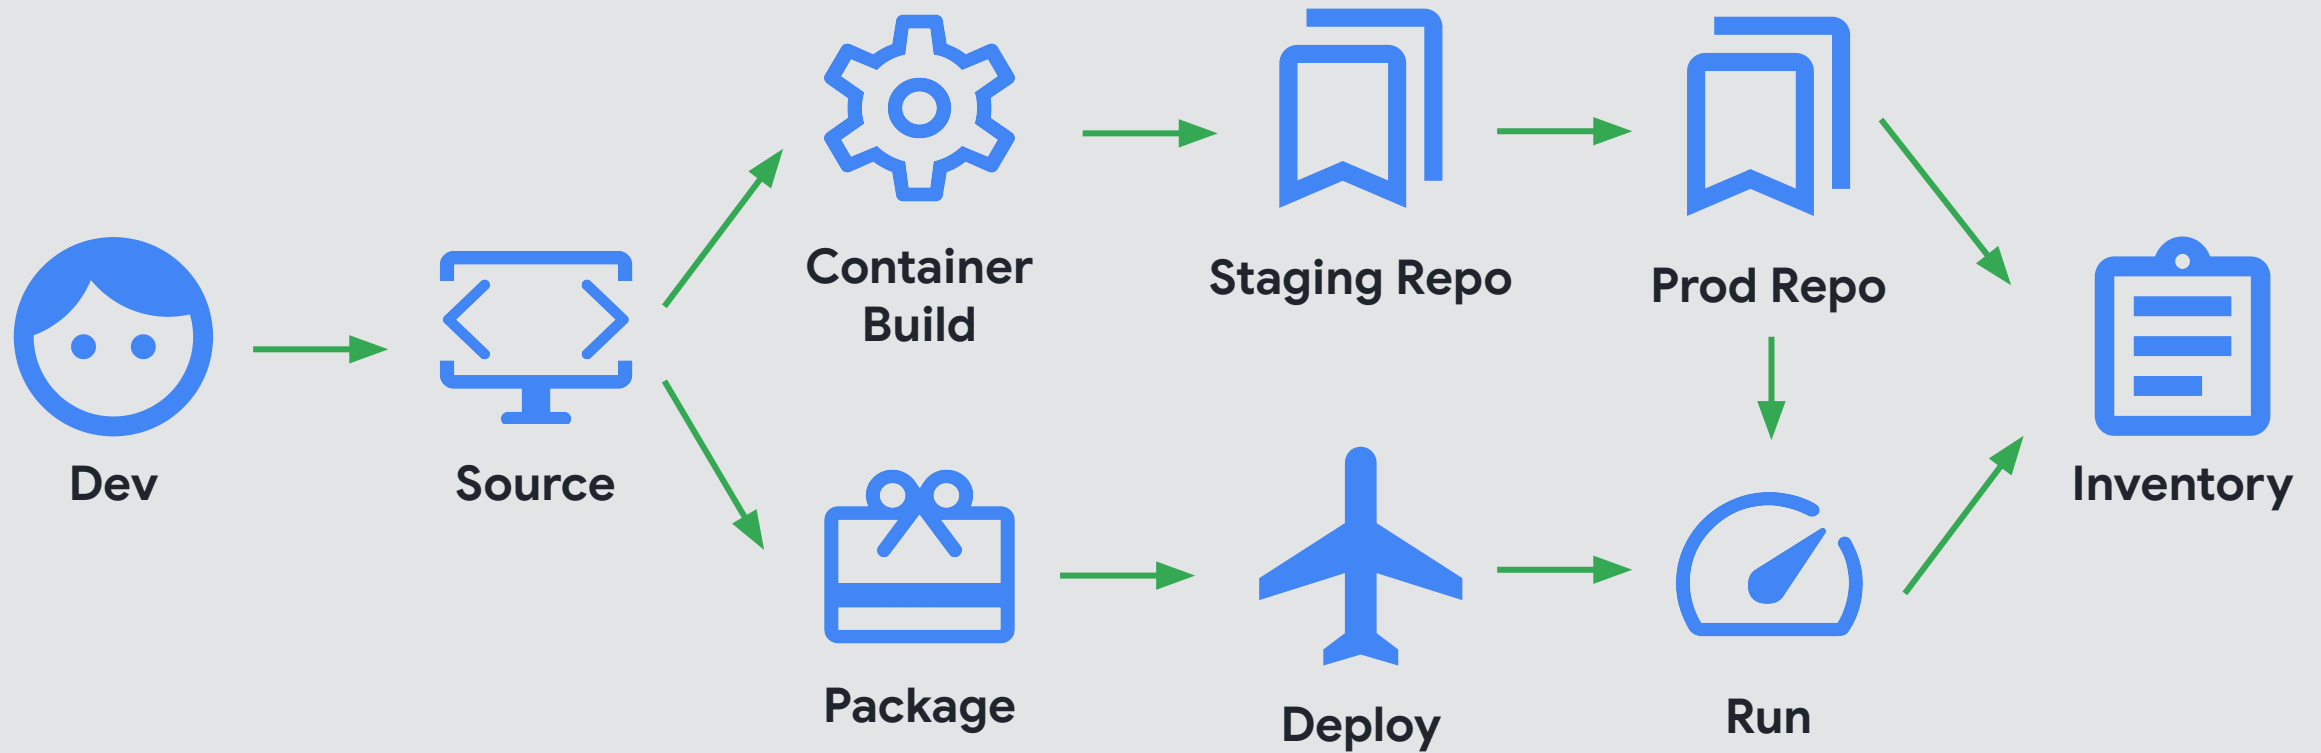 Container
Build
Staging Repo
Prod Repo
Dev
Source
Inventory
Package
Deploy
Run